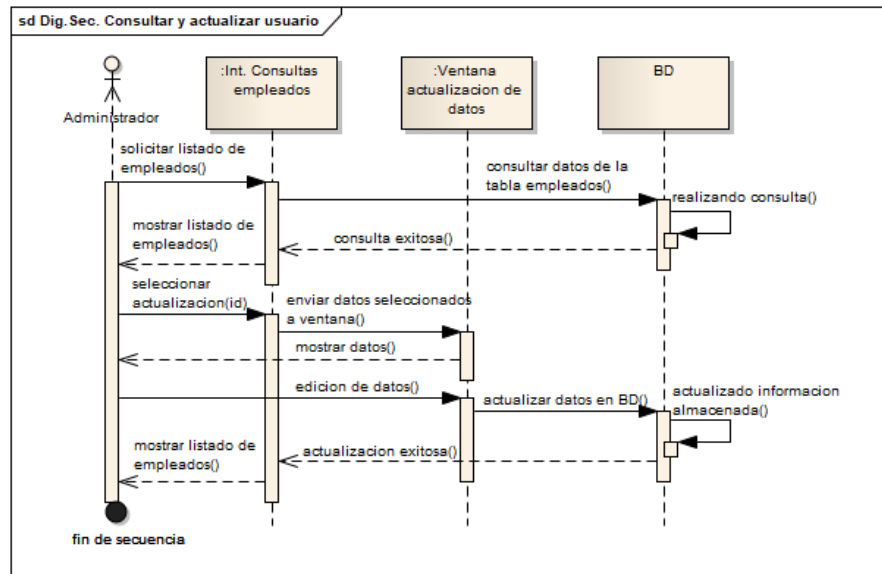 sd Dig.Sec. Consultar y actualizar usuario
Administrador
:Int. Consultas
empleados
:Ventana
actualizacion de
datos
BD
solicitar listado de
empleados()
consultar datos de la
tabla empleados()
realizando consulta()
mostrar listado de
empleados()
consulta exitosa()
seleccionar
actualizacion(id)
enviar datos seleccionados
a ventana()
mostrar datos()
edicion de datos()
actualizar datos en BD()
actualizado informacion
almacenada()
mostrar listado de
empleados()
actualizacion exitosa()
fin de secuencia